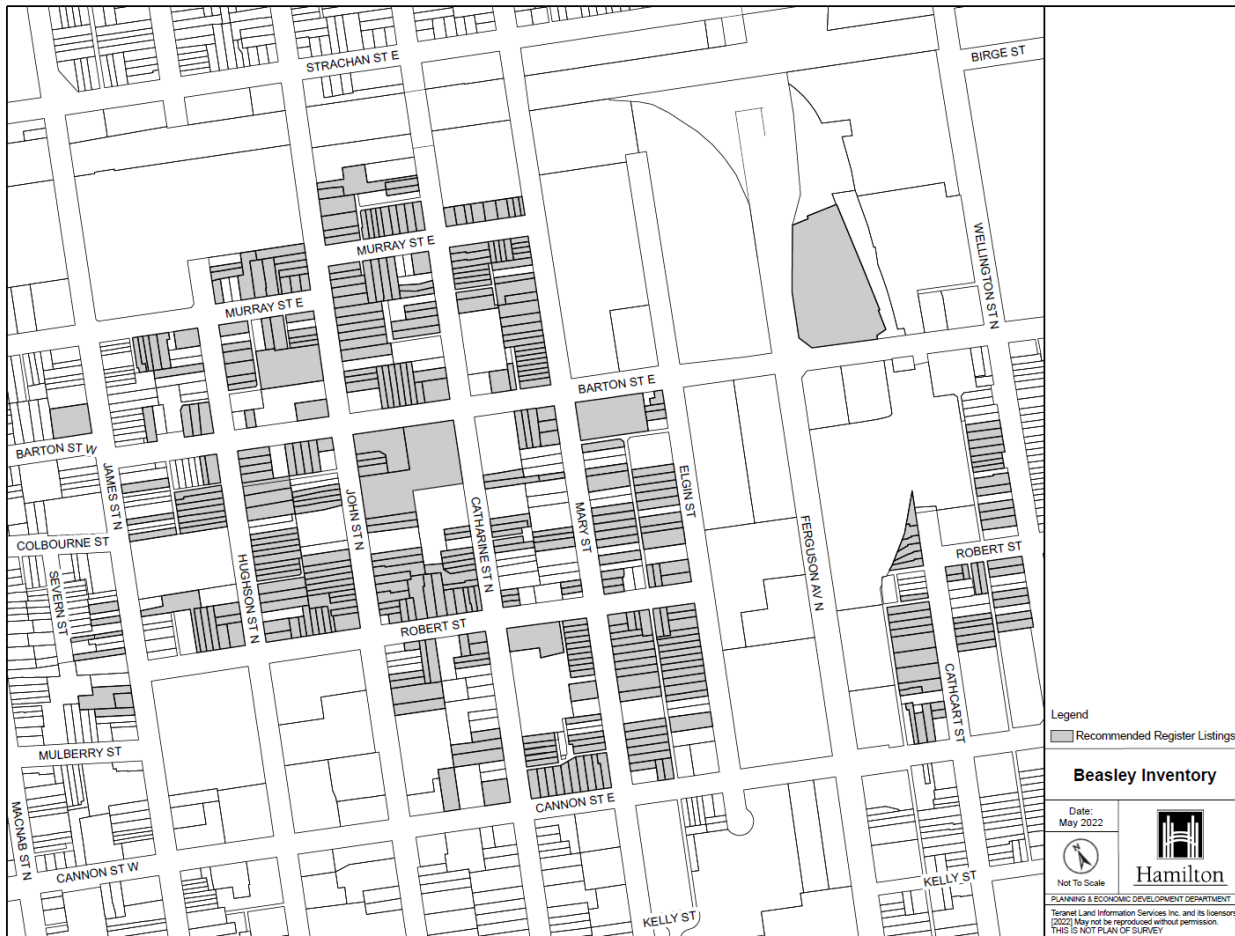 STRACHAN ST E
BIRGE ST
WELLINGTON ST N
MURRAY ST E
MURRAY ST E
BARTON ST E
BARTON ST W
JAMES ST N
JOHN ST N
CATHARINE ST N
MARY ST
ELGIN ST
FERGUSON AV N
COLBOURNE ST
SEVERN ST
HUGHSON ST N
ROBERT ST
ROBERT ST
CATHCART ST
MULBERRY ST
MACNAB ST N
CANNON ST E
CANNON ST W
KELLY ST
KELLY ST
Legend
Recommended Register Listings
Beasley Inventory
Date:
May 2022
N
Not To Scale
Hamilton
PLANNING & ECONOMIC DEVELOPMENT DEPARTMENT
Teranet Land Information Services Inc. and its licensors
[2022] May not be reproduced without permission.
THIS IS NOT PLAN OF SURVEY